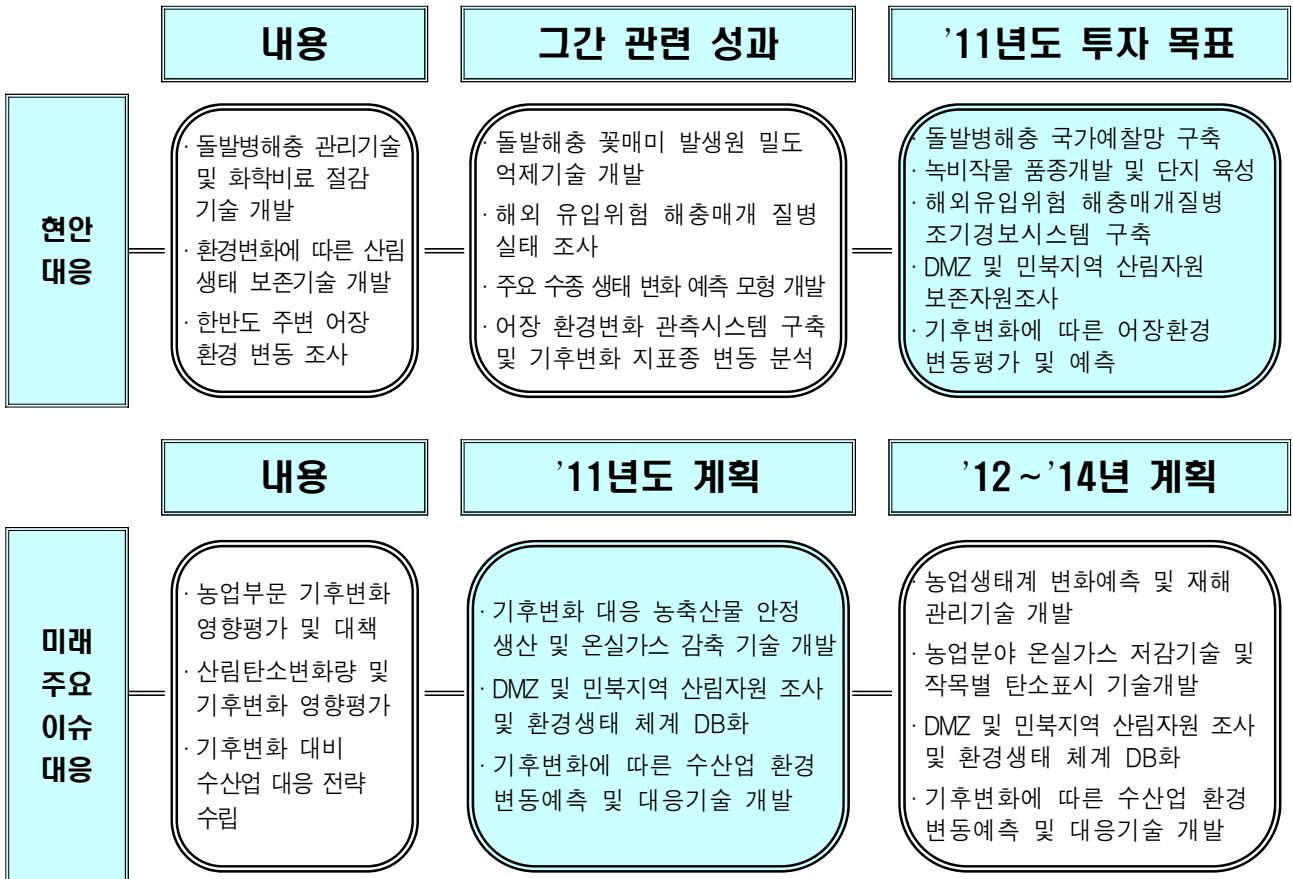 내용
그간 관련 성과
’11년도 투자 목표
현안
대응
· 돌발병해충 관리기술
및 화학비료 절감
기술 개발
· 환경변화에 따른 산림
생태 보존기술 개발
· 한반도 주변 어장
환경 변동 조사
· 돌발해충 꽃매미 발생원 밀도
억제기술 개발
· 해외 유입위험 해충매개 질병
실태 조사
· 주요 수종 생태 변화 예측 모형 개발
· 어장 환경변화 관측시스템 구축
및 기후변화 지표종 변동 분석
· 돌발병해충 국가예찰망 구축
· 녹비작물 품종개발 및 단지 육성
· 해외유입위험 해충매개질병
조기경보시스템 구축
· DMZ 및 민북지역 산림자원
보존자원조사
· 기후변화에 따른 어장환경
변동평가 및 예측
내용
’11년도 계획
’12～’14년 계획
미래
주요
이슈
대응
· 농업부문 기후변화
영향평가 및 대책
· 산림탄소변화량 및
기후변화 영향평가
· 기후변화 대비
수산업 대응 전략
수립
· 기후변화 대응 농축산물 안정
생산 및 온실가스 감축 기술 개발
· DMZ 및 민북지역 산림자원 조사
및 환경생태 체계 DB화
· 기후변화에 따른 수산업 환경
변동예측 및 대응기술 개발
· 농업생태계 변화예측 및 재해
관리기술 개발
· 농업분야 온실가스 저감기술 및
작목별 탄소표시 기술개발
· DMZ 및 민북지역 산림자원 조사
및 환경생태 체계 DB화
· 기후변화에 따른 수산업 환경
변동예측 및 대응기술 개발